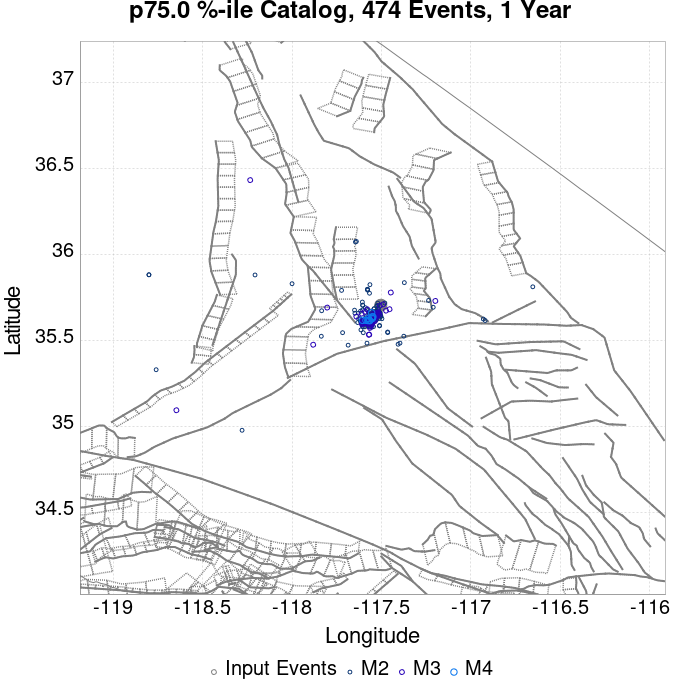 p75.0 %-ile Catalog, 474 Events, 1 Year
37
36.5
36
35.5
35
34.5
Latitude
-119
-118.5
-118
-117.5
-117
-116.5
-116
Longitude
Input Events
M2
M3
M4